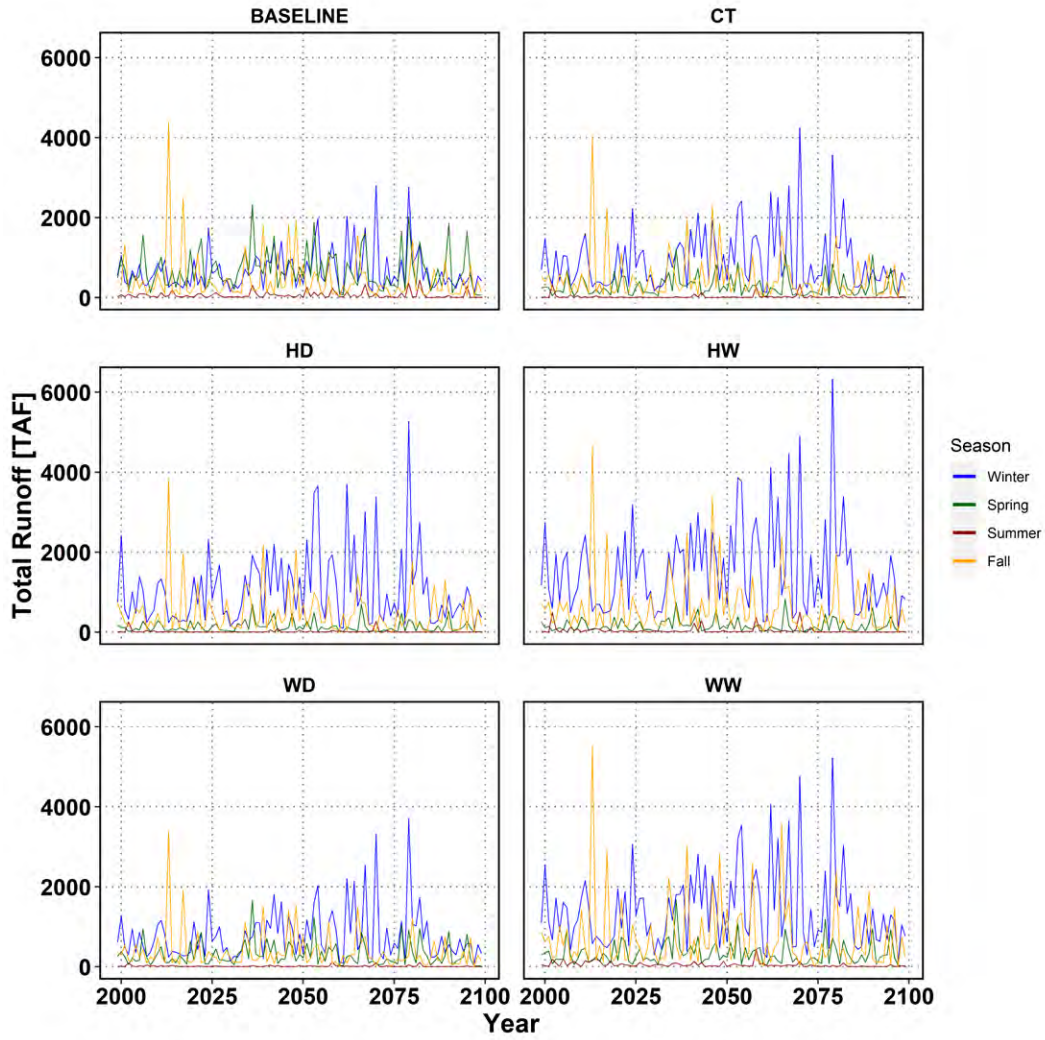 BASELINE CT
6000
4000
2000
0
HD HW
6000
4000
2000
0
WD WW
6000
4000
2000
0
2000 2025 2050 2075 2100 2000 2025 2050 2075 2100
Year
Total Runoff [TAF]
Season
Winter
Spring
Summer
Fall